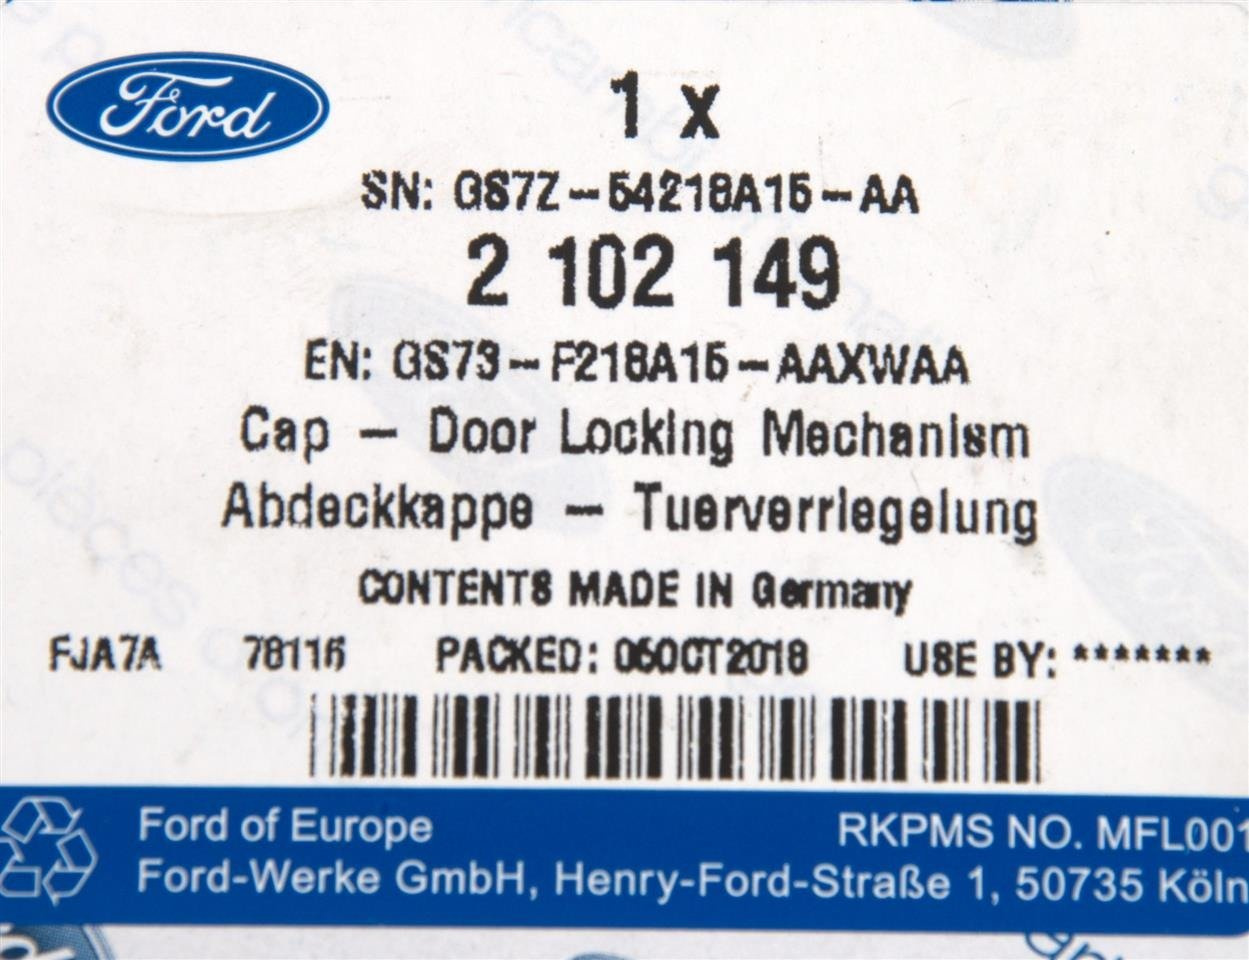 Ford
1 x
SN: GS7Z-54218A15-AA
2 102 149
EN: GS73-F218A15-AAXWAA
Cap - Door Locking Mechanism
Abdeckkappe - Tuerverriegelung
CONTENTS MADE IN Germany
FJA7A 78116 PACKED: 06OCT2018 USE BY: *******
Ford of Europe RKPMS NO. MFL001
Ford-Werke GmbH, Henry-Ford-Straße 1, 50735 Köln